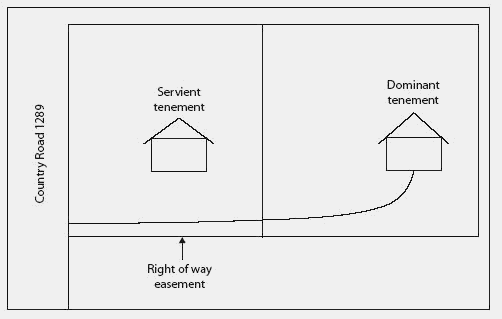 Country Road 1289
Servient
tenement
Dominant
tenement
Right of way
easement